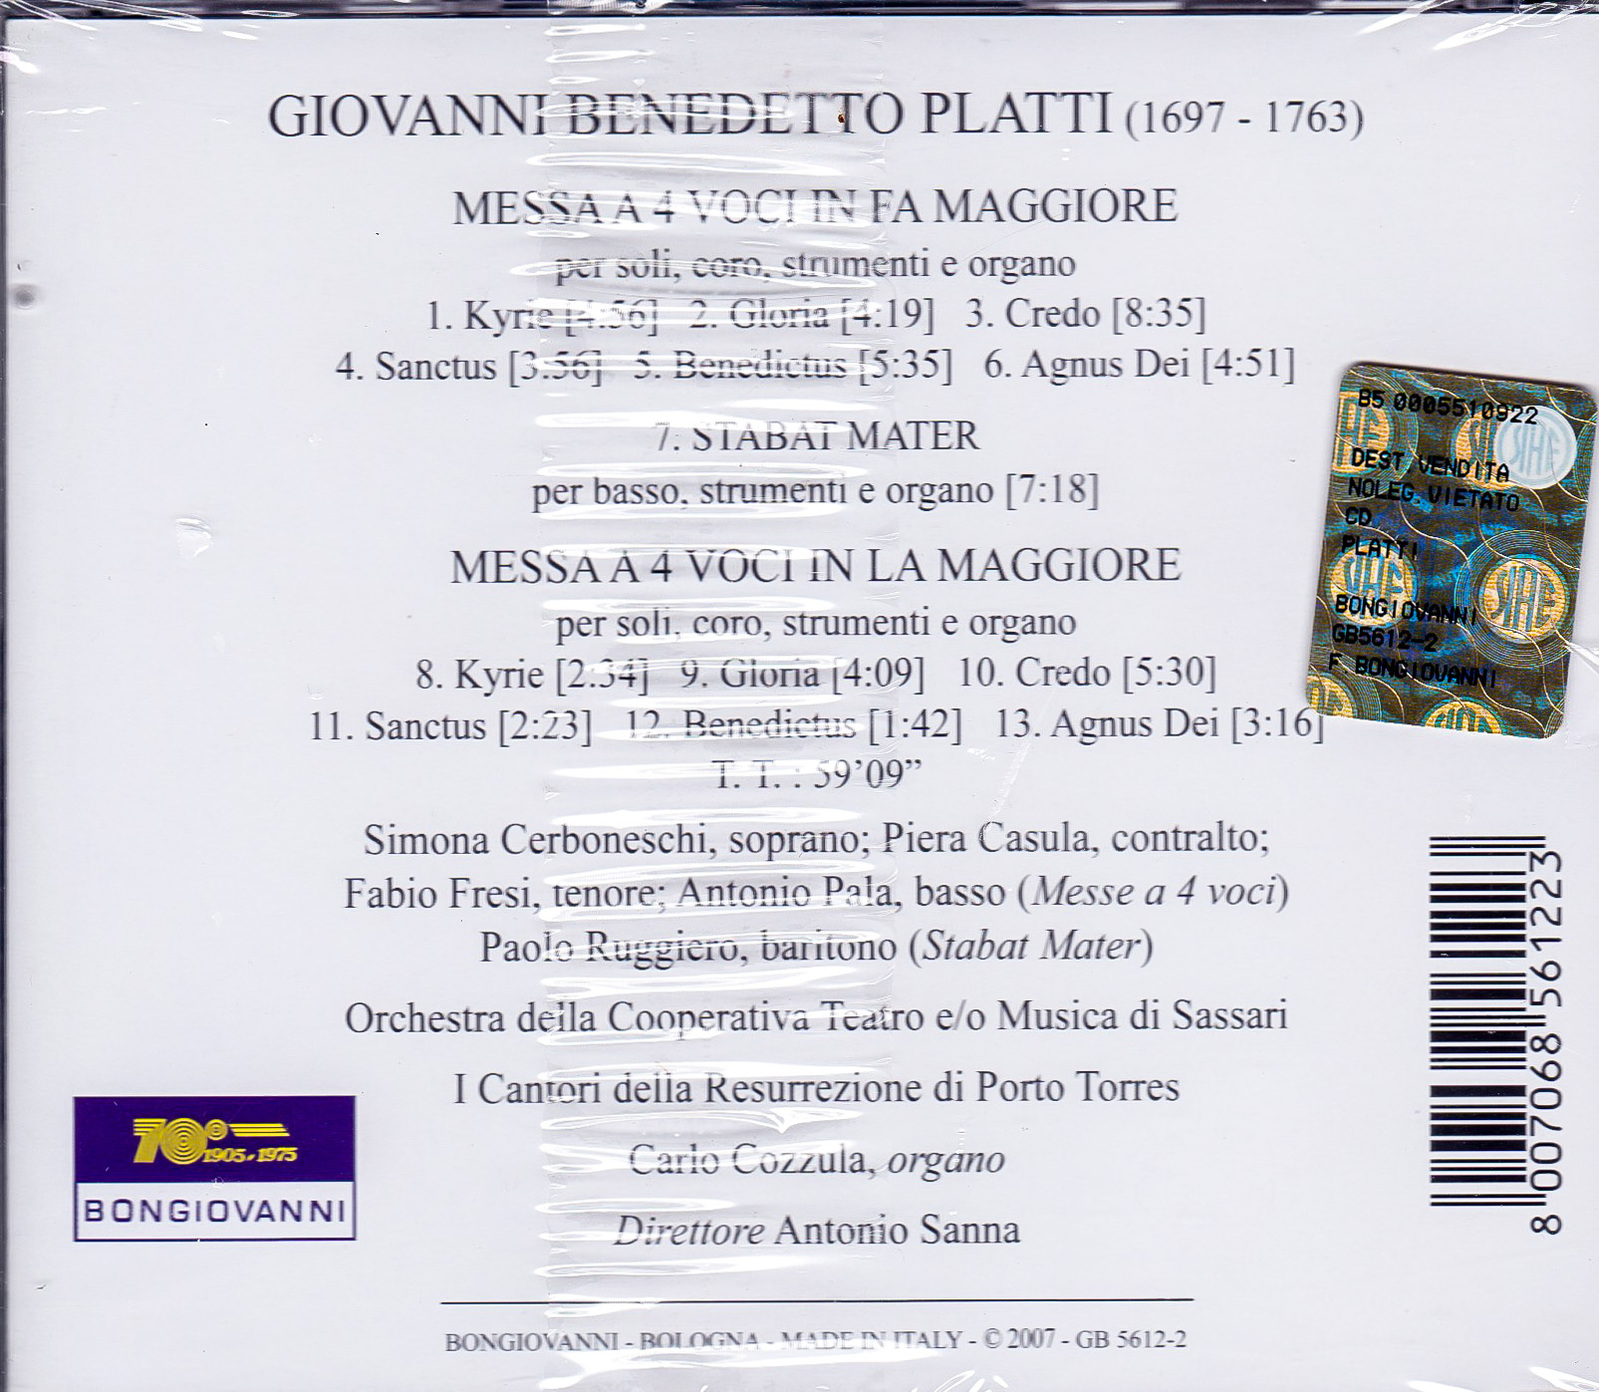 GIOVANNI BENEDETTO PLATTI (1697 - 1763)
MESSA A 4 VOCI IN FA MAGGIORE
per soli, coro, strumenti e organo
1. Kyrie [4:56] 2. Gloria [4:19] 3. Credo [8:35]
4. Sanctus [3:56] 5. Benedictus [5:35] 6. Agnus Dei [4:51]
7. STABAT MATER
per basso, strumenti e organo [7:18]
MESSA A 4 VOCI IN LA MAGGIORE
per soli, coro, strumenti e organo
8. Kyrie [2:34] 9. Gloria [4:09] 10. Credo [5:30]
11. Sanctus [2:23] 12. Benedictus [1:42] 13. Agnus Dei [3:16]
T. T. : 59’09”
Simona Cerboneschi, soprano; Piera Casula, contralto;
Fabio Fresi, tenore; Antonio Pala, basso (Messe a 4 voci)
Paolo Ruggiero, baritono (Stabat Mater)
Orchestra della Cooperativa Teatro e/o Musica di Sassari
I Cantori della Resurrezione di Porto Torres
Carlo Cozzula, organo
Direttore Antonio Sanna
BONGIOVANNI - BOLOGNA - MADE IN ITALY - © 2007 - GB 5612-2
70°
1905-1975
BONGIOVANNI
B5 0005510922
DEST VENDITA
NOLEG.VIETATO
CD
PLATTI
BONGIOVANNI
GB5612-2
F BONGIOVANNI
SIAE
8 007068 561223